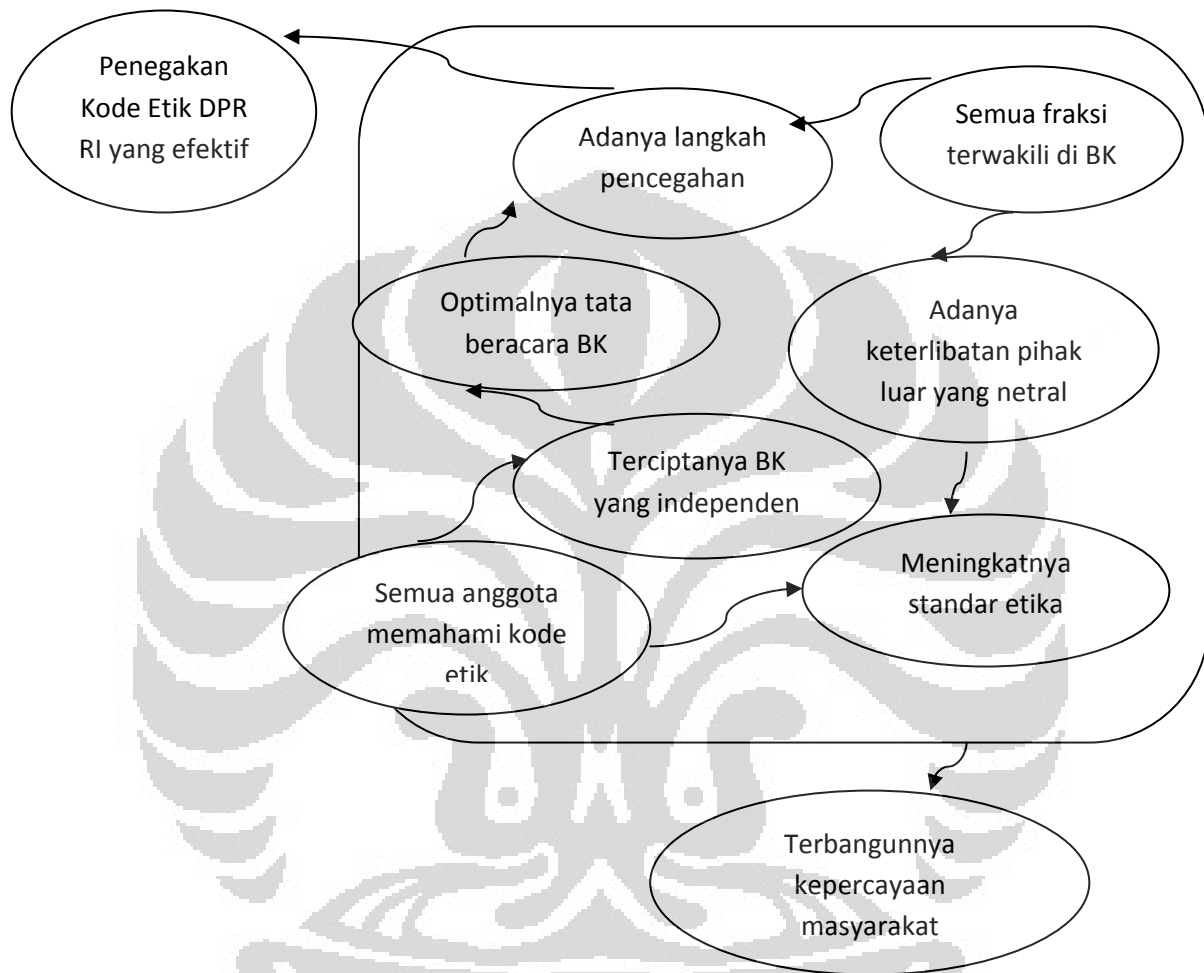 Penegakan
Kode Etik DPR
RI yang efektif
Adanya langkah
pencegahan
Semua fraksi
terwakili di BK
Optimalnya tata
beracara BK
Adanya
keterlibatan pihak
luar yang netral
Terciptanya BK
yang independen
Semua anggota
memahami kode
etik
Meningkatnya
standar etika
Terbangunnya
kepercayaan
masyarakat